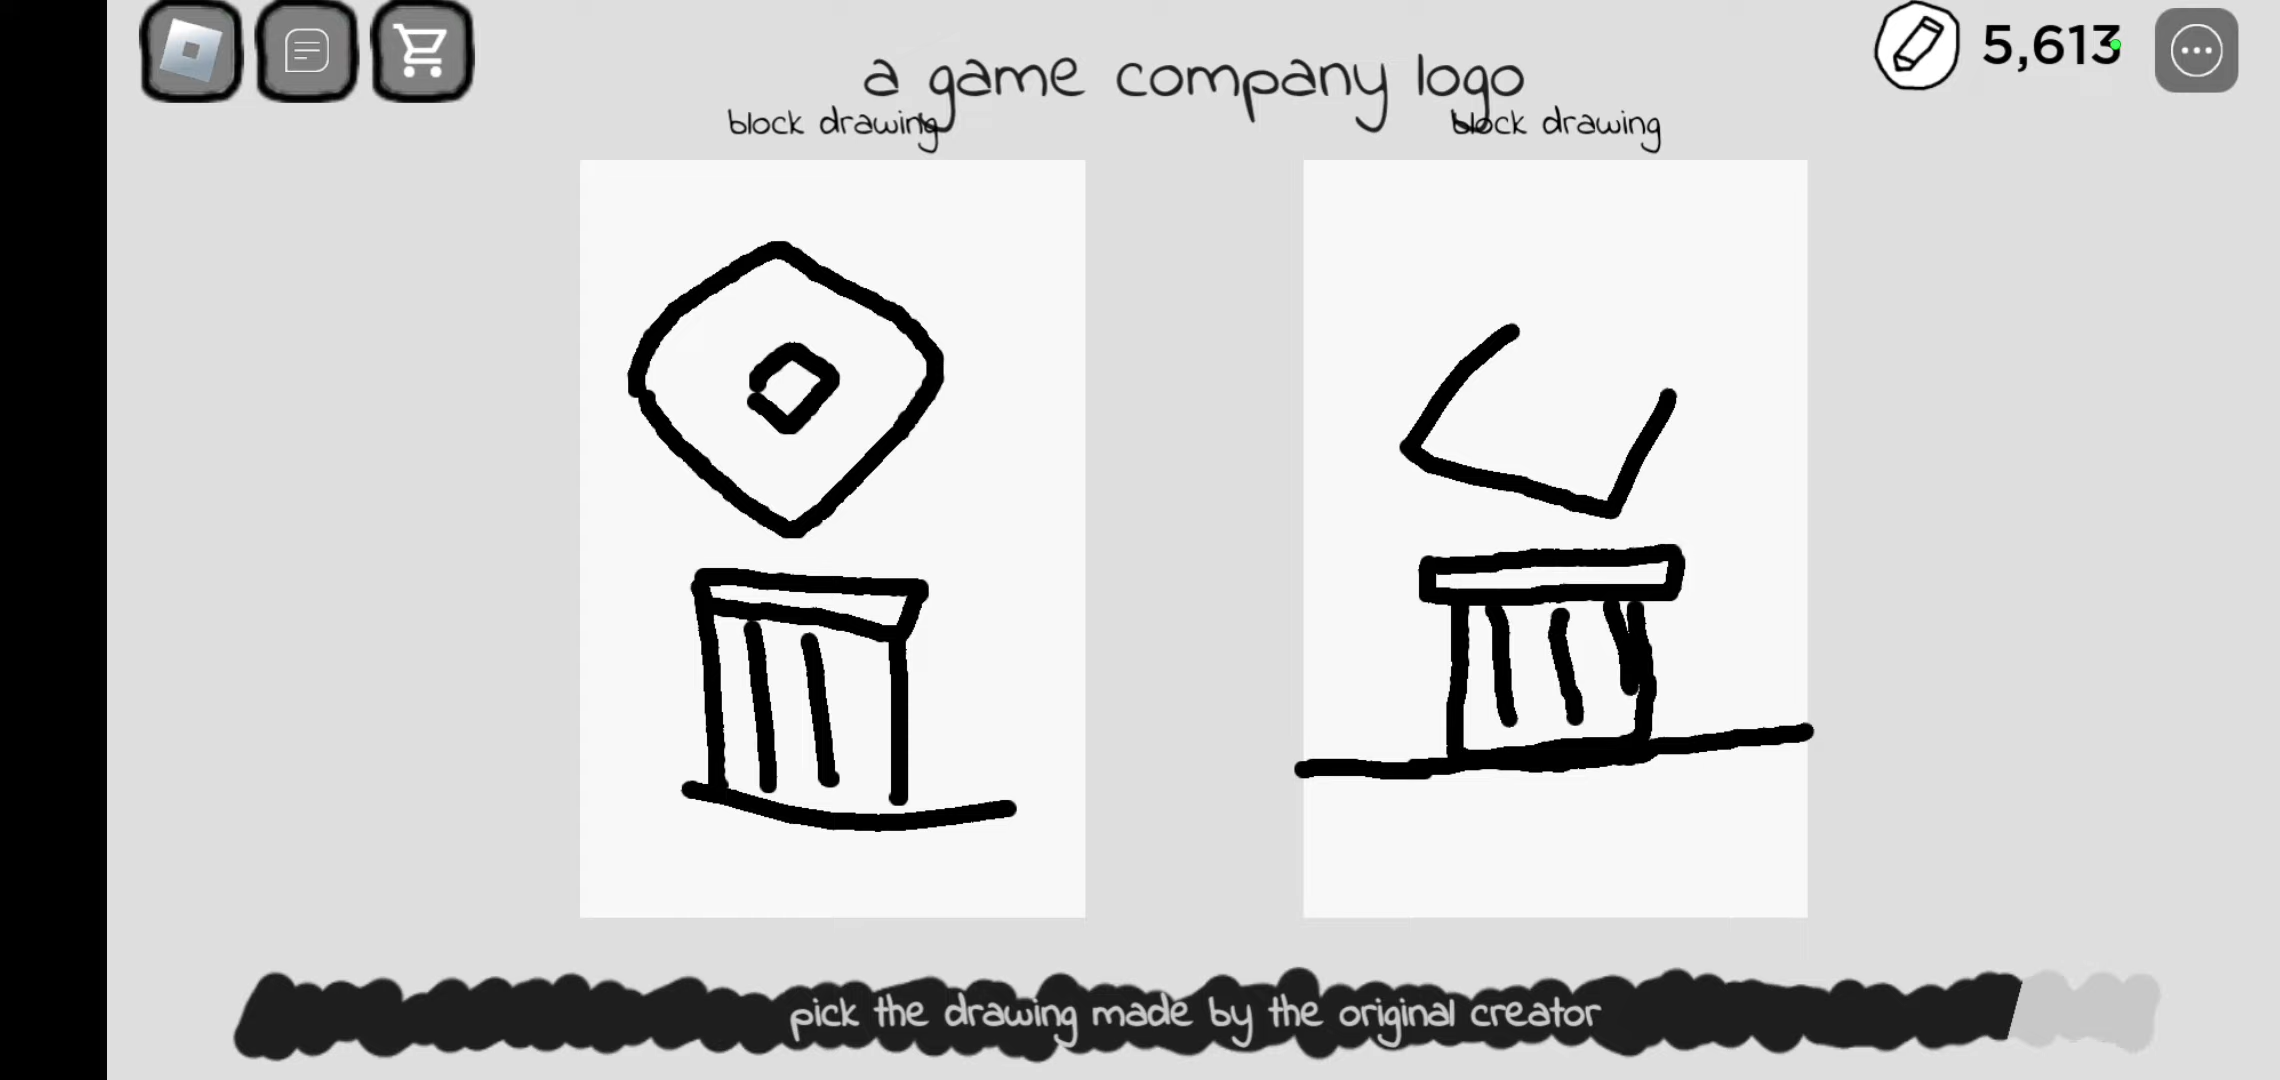 5,613
a game company logo
block drawing
block drawing
pick the drawing made by the original creator